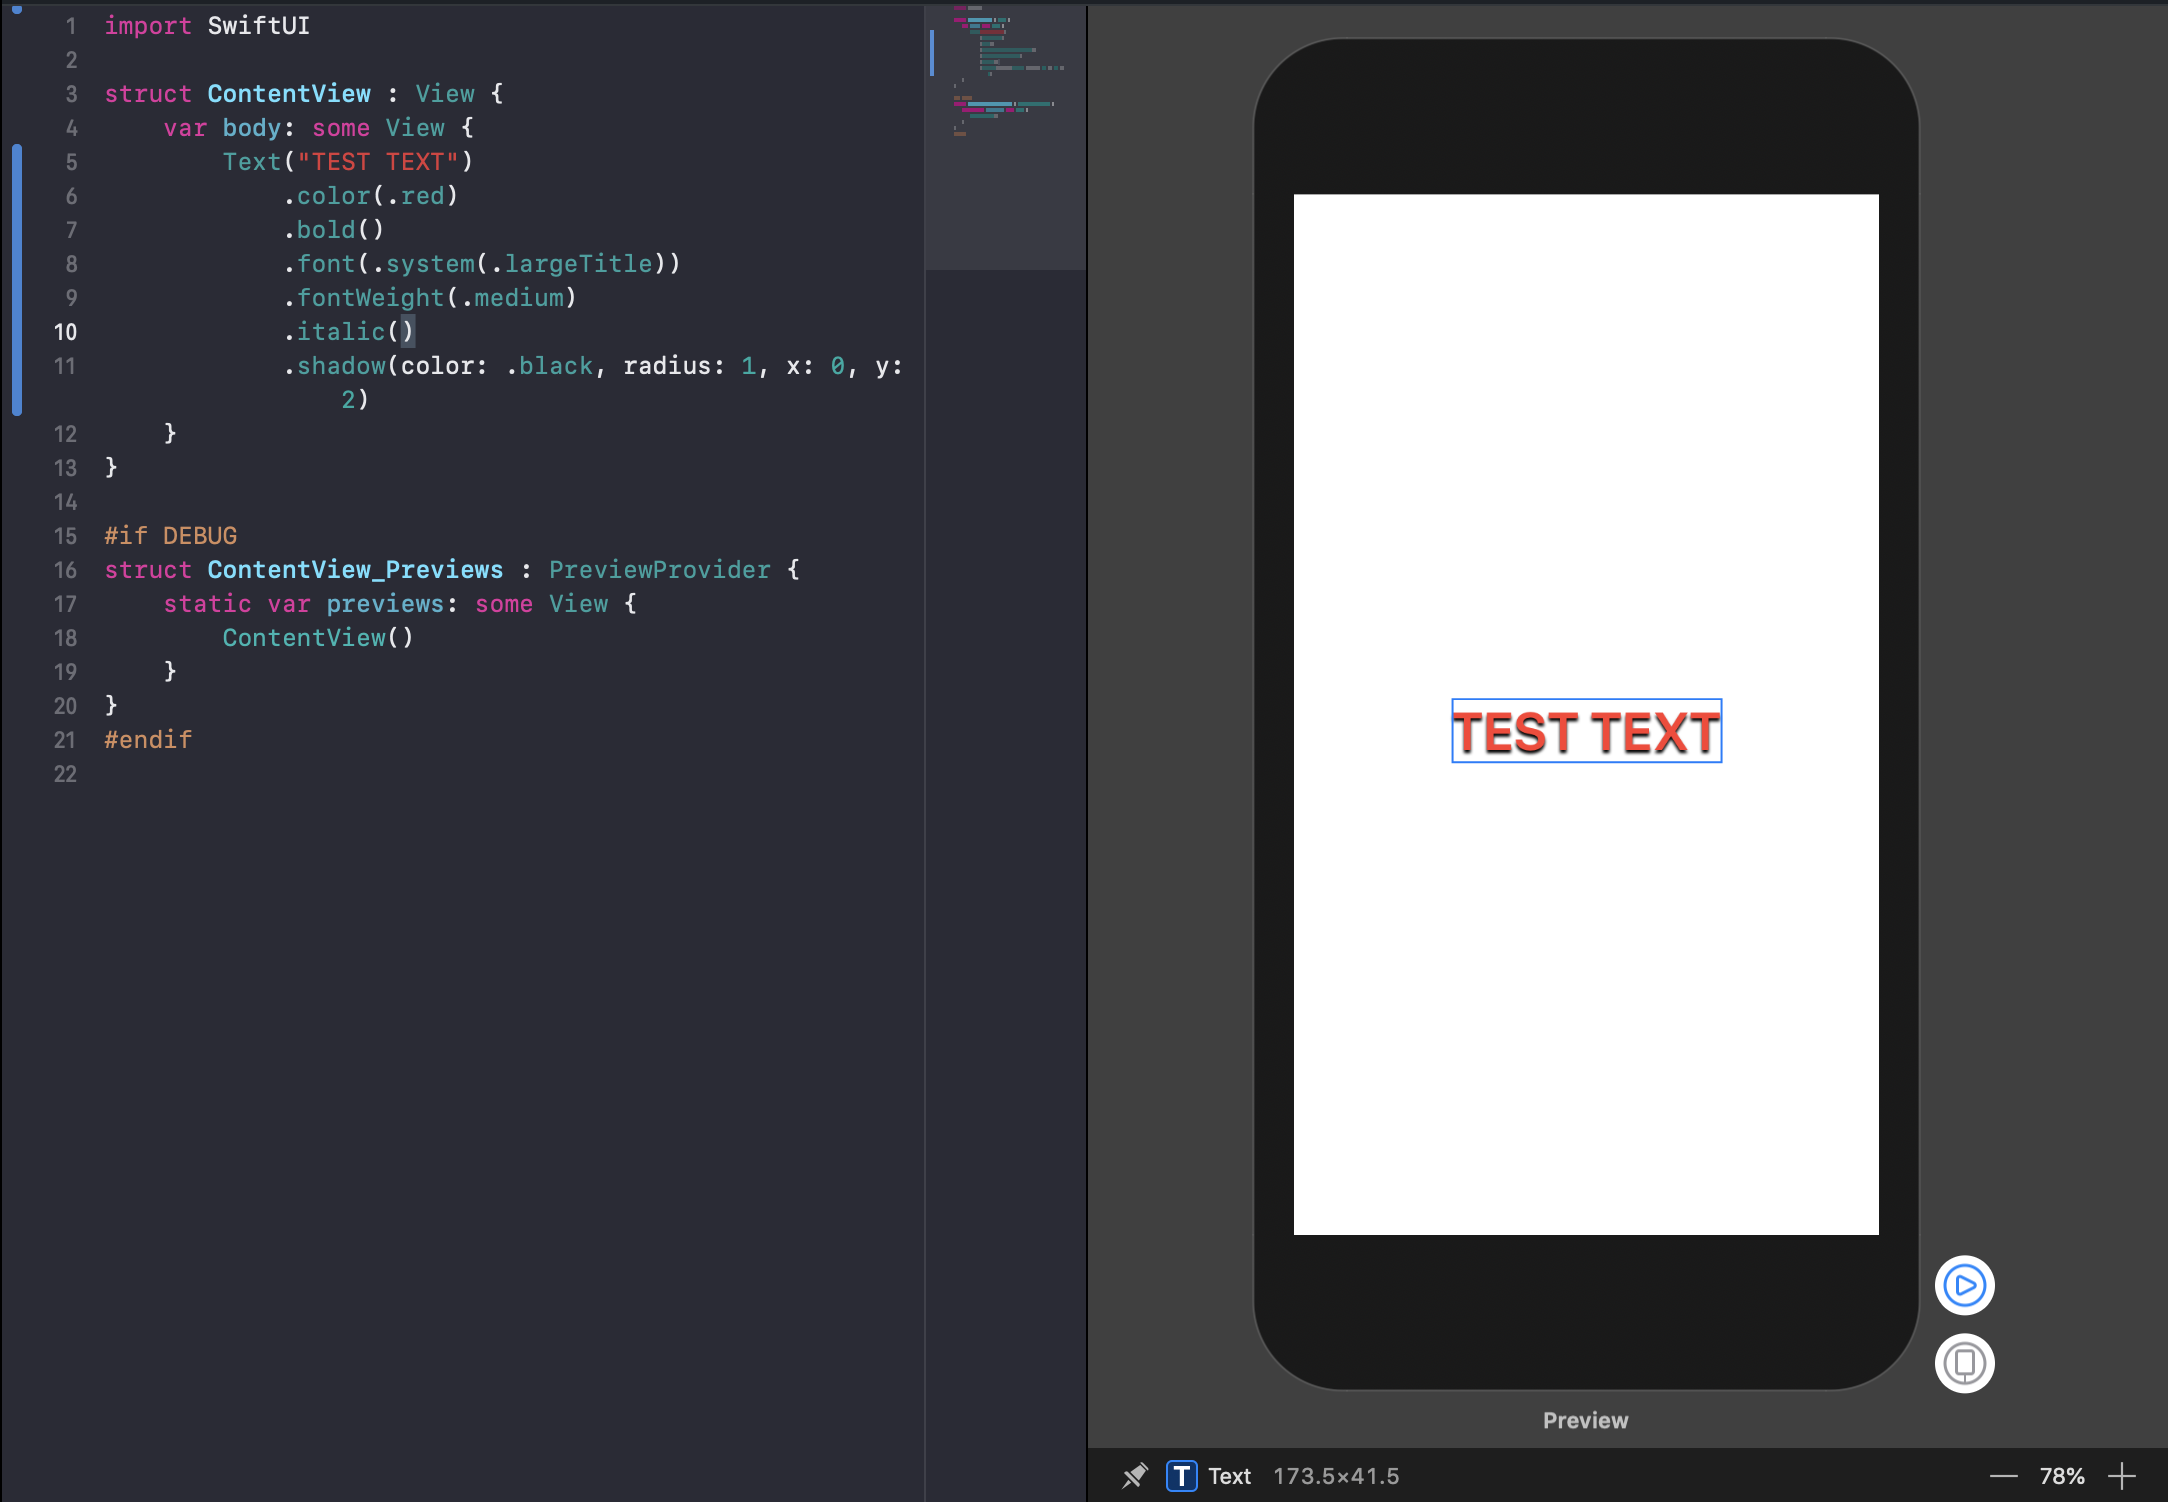 1 import SwiftUI
2
3 struct ContentView : View {
4 var body: some View {
5 Text("TEST TEXT")
6 .color(.red)
7 .bold()
8 .font(.system(.largeTitle))
9 .fontWeight(.medium)
10 .italic()
11 .shadow(color: .black, radius: 1, x: 0, y:
2)
12 }
13 }
14
15 #if DEBUG
16 struct ContentView_Previews : PreviewProvider {
17 static var previews: some View {
18 ContentView()
19 }
20 }
21 #endif
22
TEST TEXT
Preview
T Text 173.5×41.5
78%